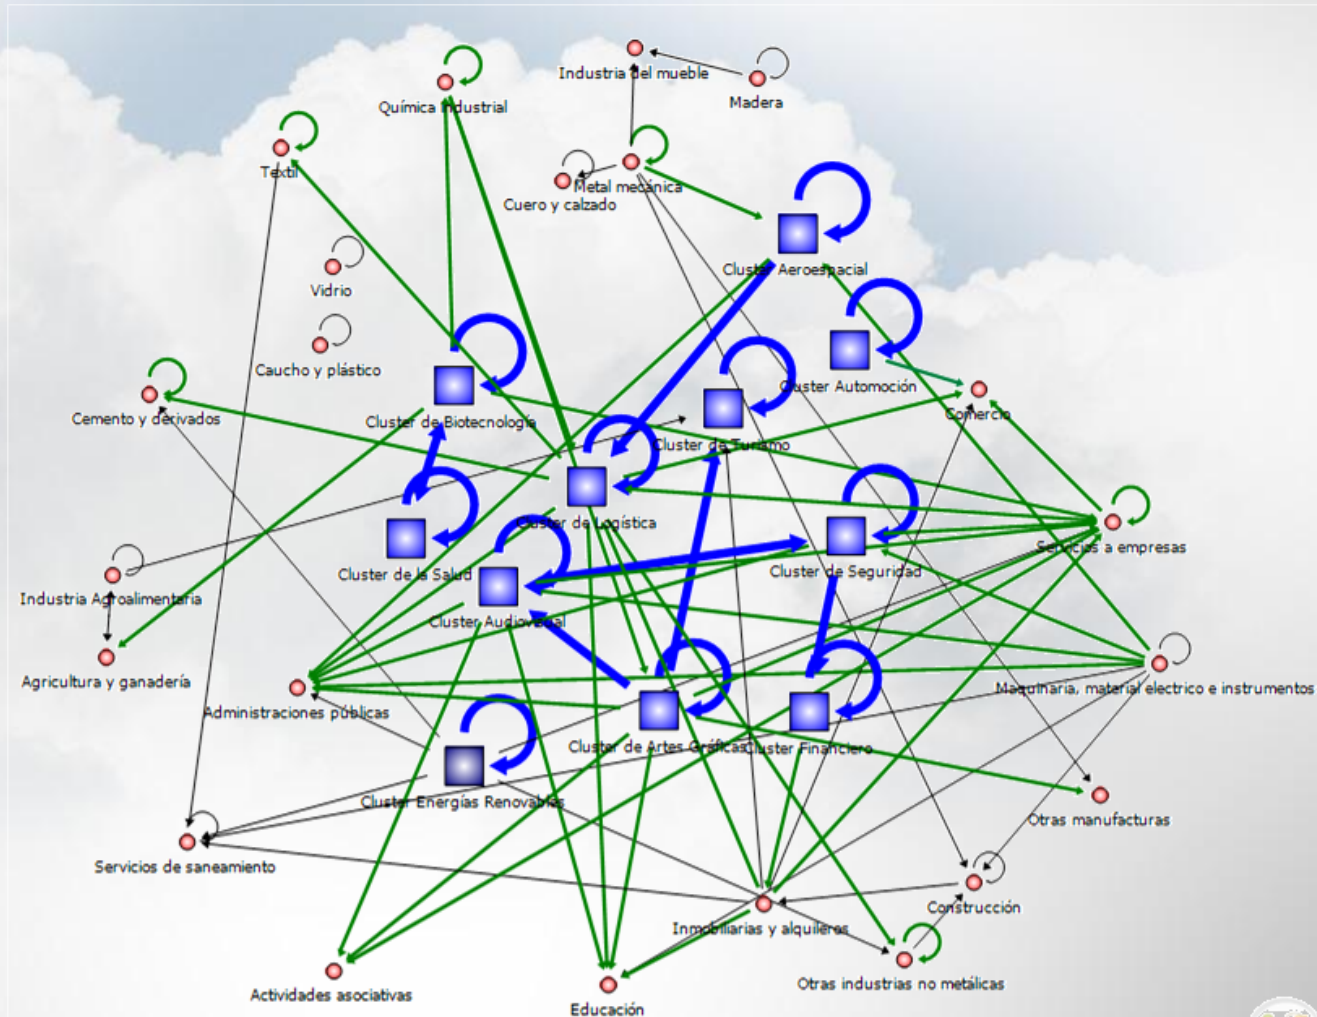 Industria del mueble
Madera
Química Industrial
Textil
Metal mecánica
Cuero y calzado
Cluster Aeroespacial
Vidrio
Caucho y plástico
Cluster Automoción
Cemento y derivados
Cluster de Biotecnología
Comercio
Cluster de Turismo
Cluster de Logística
Servicios a empresas
Cluster de la Salud
Cluster de Seguridad
Industria Agroalimentaria
Cluster Audiovisual
Agricultura y ganadería
Maquinaria, material electrico e instrumentos
Administraciones públicas
Cluster de Artes Gráficas
Cluster Financiero
Cluster Energías Renovables
Otras manufacturas
Servicios de saneamiento
Construcción
Inmobiliarias y alquileros
Otras industrias no metálicas
Actividades asociativas
Educación